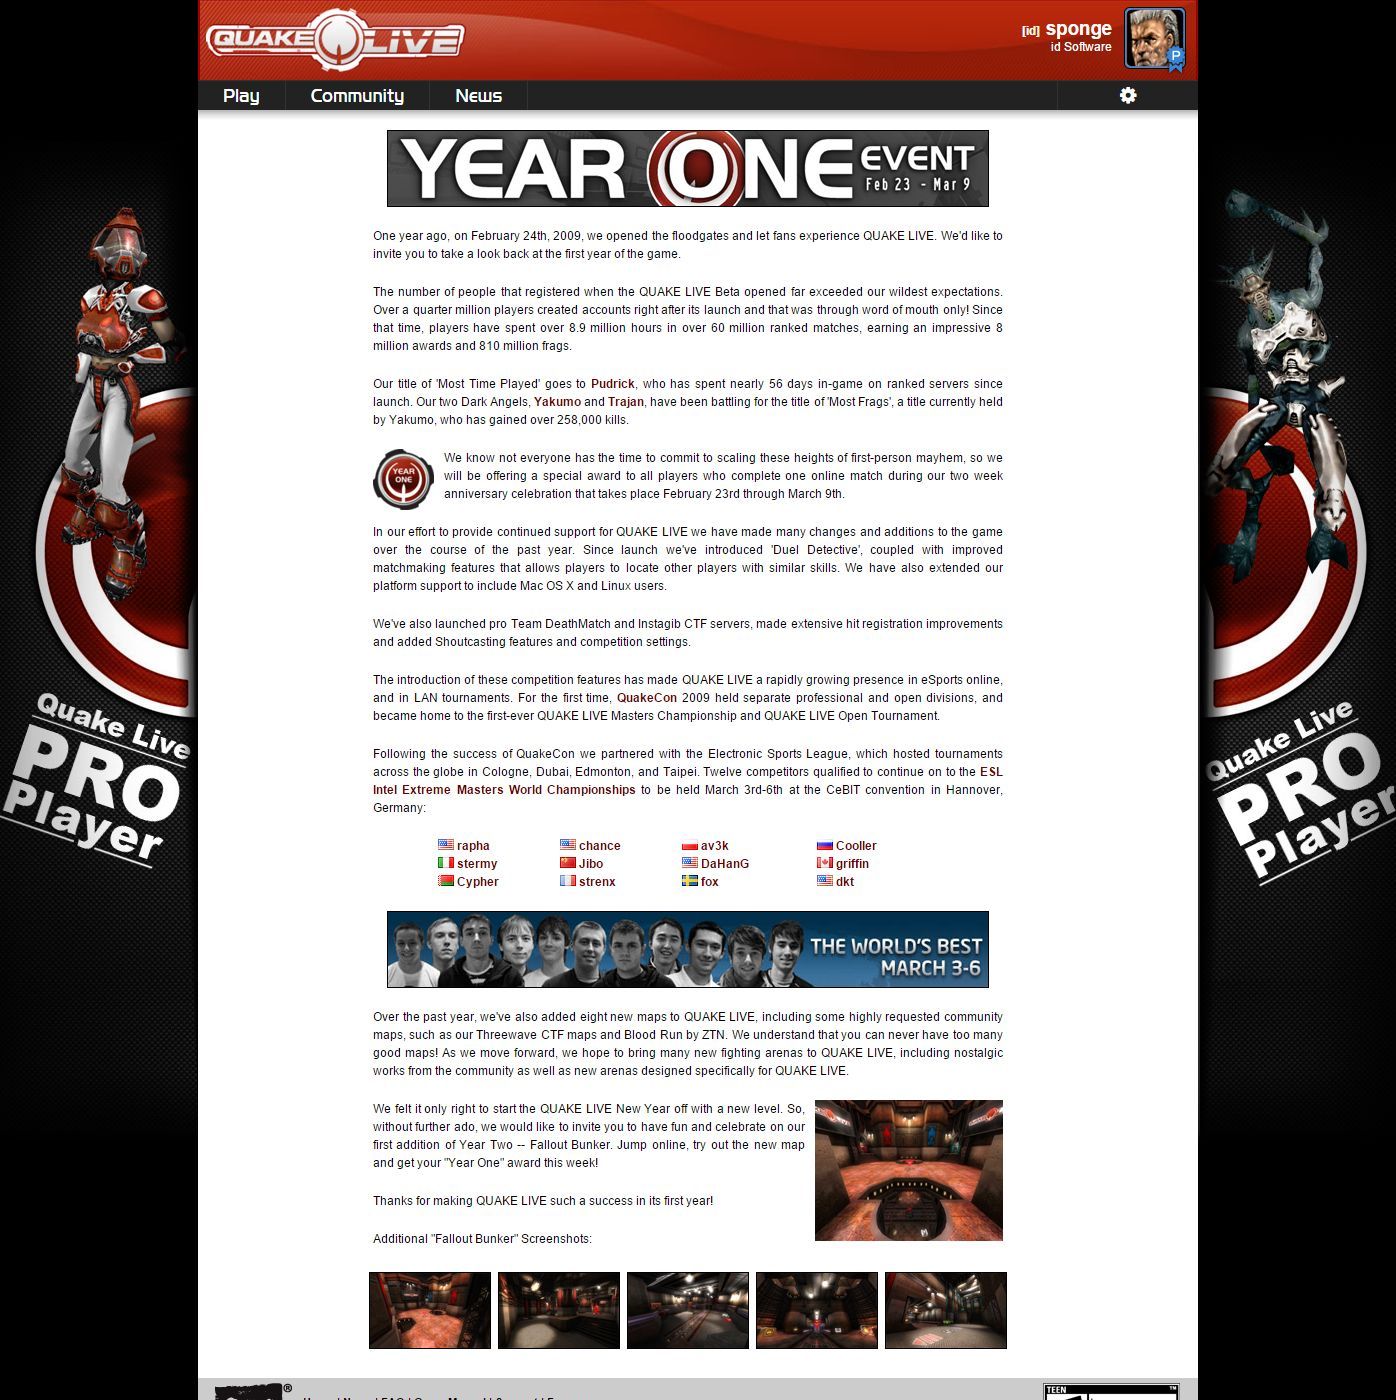 QUAKE LIVE
[id] sponge
id Software
P
Play Community News
YEAR ONE EVENT
Feb 23 - Mar 9
One year ago, on February 24th, 2009, we opened the floodgates and let fans experience QUAKE LIVE. We'd like to
invite you to take a look back at the first year of the game.
The number of people that registered when the QUAKE LIVE Beta opened far exceeded our wildest expectations.
Over a quarter million players created accounts right after its launch and that was through word of mouth only! Since
that time, players have spent over 8.9 million hours in over 60 million ranked matches, earning an impressive 8
million awards and 810 million frags.
Our title of 'Most Time Played' goes to Pudrick, who has spent nearly 56 days in-game on ranked servers since
launch. Our two Dark Angels, Yakumo and Trajan, have been battling for the title of 'Most Frags', a title currently held
by Yakumo, who has gained over 258,000 kills.
YEAR
ONE
We know not everyone has the time to commit to scaling these heights of first-person mayhem, so we
will be offering a special award to all players who complete one online match during our two week
anniversary celebration that takes place February 23rd through March 9th.
In our effort to provide continued support for QUAKE LIVE we have made many changes and additions to the game
over the course of the past year. Since launch we've introduced 'Duel Detective', coupled with improved
matchmaking features that allows players to locate other players with similar skills. We have also extended our
platform support to include Mac OS X and Linux users.
We've also launched pro Team DeathMatch and Instagib CTF servers, made extensive hit registration improvements
and added Shoutcasting features and competition settings.
The introduction of these competition features has made QUAKE LIVE a rapidly growing presence in eSports online,
and in LAN tournaments. For the first time, QuakeCon 2009 held separate professional and open divisions, and
became home to the first-ever QUAKE LIVE Masters Championship and QUAKE LIVE Open Tournament.
Following the success of QuakeCon we partnered with the Electronic Sports League, which hosted tournaments
across the globe in Cologne, Dubai, Edmonton, and Taipei. Twelve competitors qualified to continue on to the ESL
Intel Extreme Masters World Championships to be held March 3rd-6th at the CeBIT convention in Hannover,
Germany:
rapha chance av3k Cooller
stermy Jibo DaHanG griffin
Cypher strenx fox dkt
THE WORLD'S BEST
MARCH 3-6
Over the past year, we've also added eight new maps to QUAKE LIVE, including some highly requested community
maps, such as our Threewave CTF maps and Blood Run by ZTN. We understand that you can never have too many
good maps! As we move forward, we hope to bring many new fighting arenas to QUAKE LIVE, including nostalgic
works from the community as well as new arenas designed specifically for QUAKE LIVE.
We felt it only right to start the QUAKE LIVE New Year off with a new level. So,
without further ado, we would like to invite you to have fun and celebrate on our
first addition of Year Two -- Fallout Bunker. Jump online, try out the new map
and get your "Year One" award this week!
Thanks for making QUAKE LIVE such a success in its first year!
Additional "Fallout Bunker" Screenshots:
Quake Live
PRO
Player
Quake Live
PRO
Player
TEEN